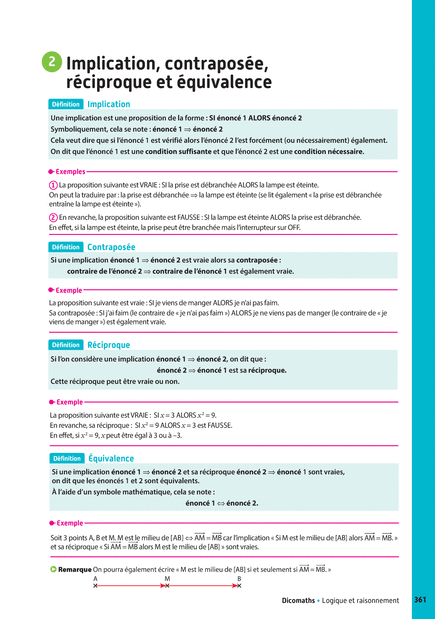 2 Implication, contraposée,
réciproque et équivalence
Définition Implication
Une implication est une proposition de la forme : SI énoncé 1 ALORS énoncé 2
Symboliquement, cela se note : énoncé 1 ⇒ énoncé 2
Cela veut dire que si l'énoncé 1 est vérifié alors l'énoncé 2 l'est forcément (ou nécessairement) également.
On dit que l'énoncé 1 est une condition suffisante et que l'énoncé 2 est une condition nécessaire.
Exemples
1 La proposition suivante est VRAIE : SI la prise est débranchée ALORS la lampe est éteinte.
On peut la traduire par : la prise est débranchée ⇒ la lampe est éteinte (se lit également « la prise est débranchée
entraîne la lampe est éteinte »).
2 En revanche, la proposition suivante est FAUSSE : SI la lampe est éteinte ALORS la prise est débranchée.
En effet, si la lampe est éteinte, la prise peut être branchée mais l'interrupteur sur OFF.
Définition Contraposée
Si une implication énoncé 1 ⇒ énoncé 2 est vraie alors sa contraposée :
contraire de l'énoncé 2 ⇒ contraire de l'énoncé 1 est également vraie.
Exemple
La proposition suivante est vraie : SI je viens de manger ALORS je n'ai pas faim.
Sa contraposée : SI j'ai faim (le contraire de « je n'ai pas faim ») ALORS je ne viens pas de manger (le contraire de « je
viens de manger ») est également vraie.
Définition Réciproque
Si l'on considère une implication énoncé 1 ⇒ énoncé 2, on dit que :
énoncé 2 ⇒ énoncé 1 est sa réciproque.
Cette réciproque peut être vraie ou non.
Exemple
La proposition suivante est VRAIE : SI x = 3 ALORS x² = 9.
En revanche, sa réciproque : SI x² = 9 ALORS x = 3 est FAUSSE.
En effet, si x² = 9, x peut être égal à 3 ou à –3.
Définition Équivalence
Si une implication énoncé 1 ⇒ énoncé 2 et sa réciproque énoncé 2 ⇒ énoncé 1 sont vraies,
on dit que les énoncés 1 et 2 sont équivalents.
À l'aide d'un symbole mathématique, cela se note :
énoncé 1 ⇔ énoncé 2.
Exemple
Soit 3 points A, B et M. M est le milieu de [AB] ⇔ AM⃗ = MB⃗ car l'implication « Si M est le milieu de [AB] alors AM⃗ = MB⃗. »
et sa réciproque « Si AM⃗ = MB⃗ alors M est le milieu de [AB] » sont vraies.
Remarque On pourra également écrire « M est le milieu de [AB] si et seulement si AM⃗ = MB⃗. »
A M B
Dicomaths • Logique et raisonnement 361